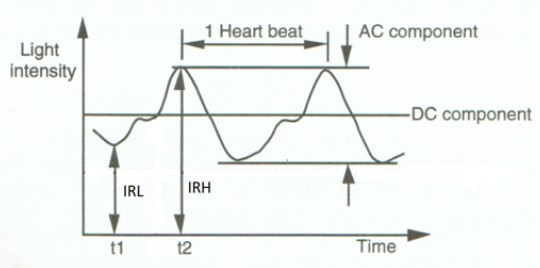 1 Heart beat
AC component
Light
intensity
DC component
IRL
IRH
t1
t2
Time